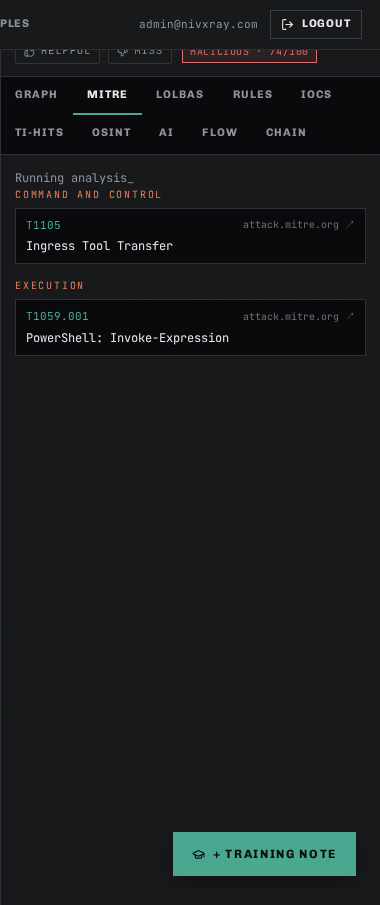 PLES
admin@nivxray.com
LOGOUT
HELPFUL
MISS
MALICIOUS · 74/100
GRAPH MITRE LOLBAS RULES IOCS
TI-HITS OSINT AI FLOW CHAIN
Running analysis_
COMMAND AND CONTROL
T1105 attack.mitre.org ↗
Ingress Tool Transfer
EXECUTION
T1059.001 attack.mitre.org ↗
PowerShell: Invoke-Expression
+ TRAINING NOTE